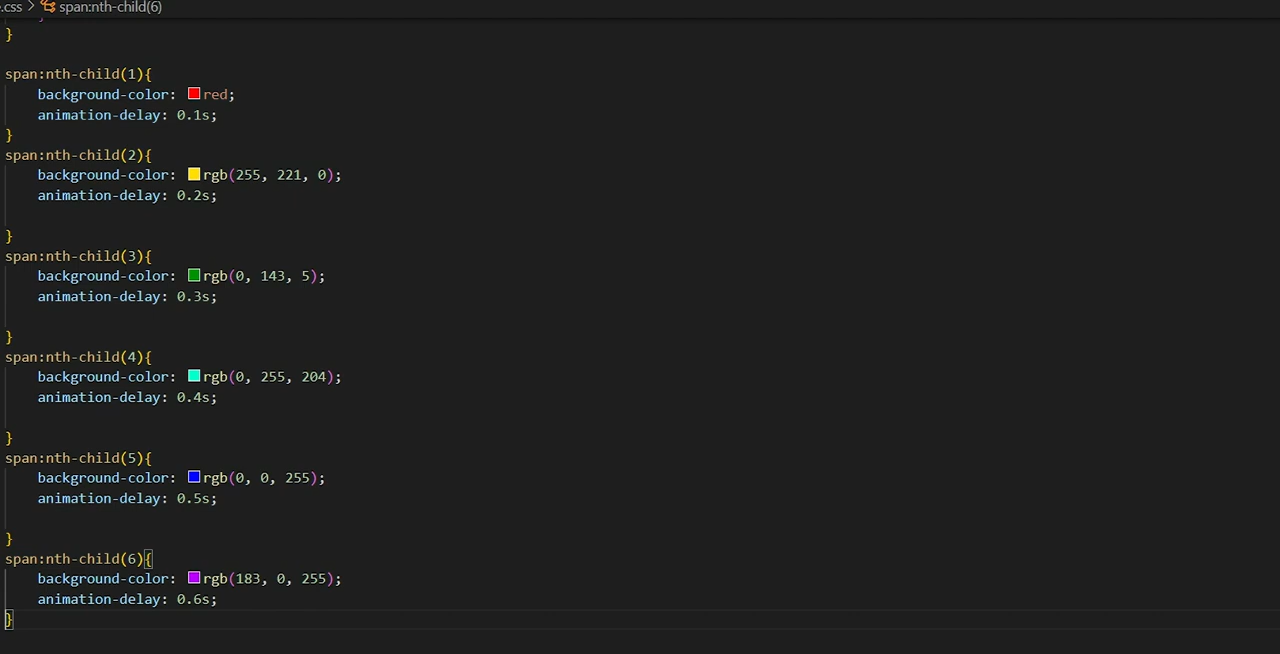 .css > span:nth-child(6)
}
span:nth-child(1){
background-color: red;
animation-delay: 0.1s;
}
span:nth-child(2){
background-color: rgb(255, 221, 0);
animation-delay: 0.2s;
}
span:nth-child(3){
background-color: rgb(0, 143, 5);
animation-delay: 0.3s;
}
span:nth-child(4){
background-color: rgb(0, 255, 204);
animation-delay: 0.4s;
}
span:nth-child(5){
background-color: rgb(0, 0, 255);
animation-delay: 0.5s;
}
span:nth-child(6){
background-color: rgb(183, 0, 255);
animation-delay: 0.6s;
}